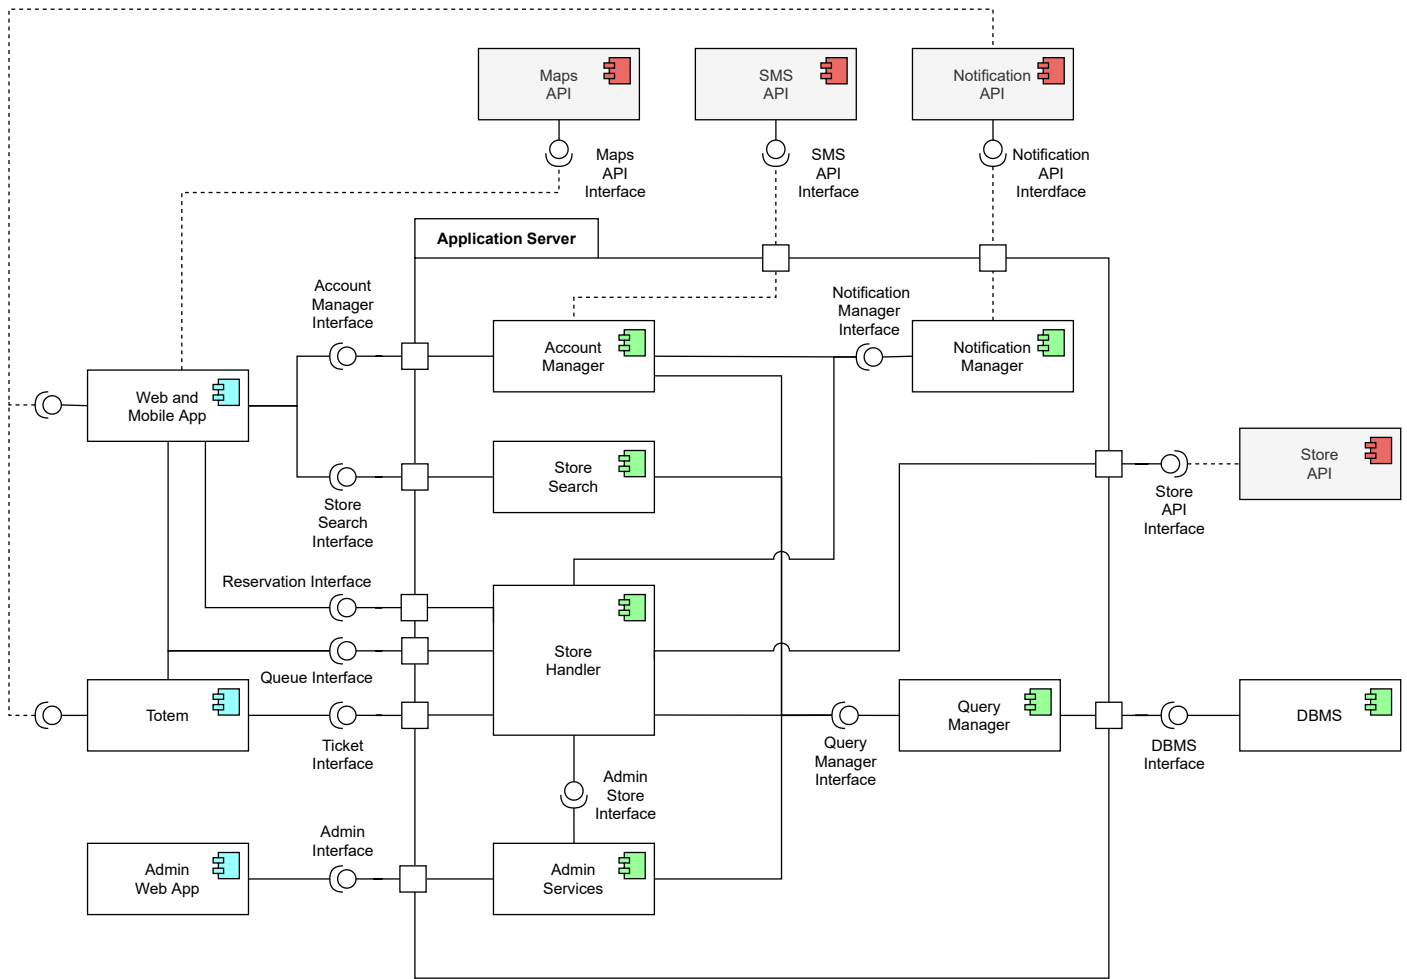 Maps
API
SMS
API
Notification
API
Maps
API
Interface
SMS
API
Interface
Notification
API
Interdface
Application Server
Account
Manager
Interface
Notification
Manager
Interface
Account
Manager
Notification
Manager
Web and
Mobile App
Store
Search
Store
API
Store
Search
Interface
Store
API
Interface
Reservation Interface
Store
Handler
Queue Interface
Totem
Query
Manager
DBMS
Ticket
Interface
Query
Manager
Interface
DBMS
Interface
Admin
Store
Interface
Admin
Interface
Admin
Web App
Admin
Services